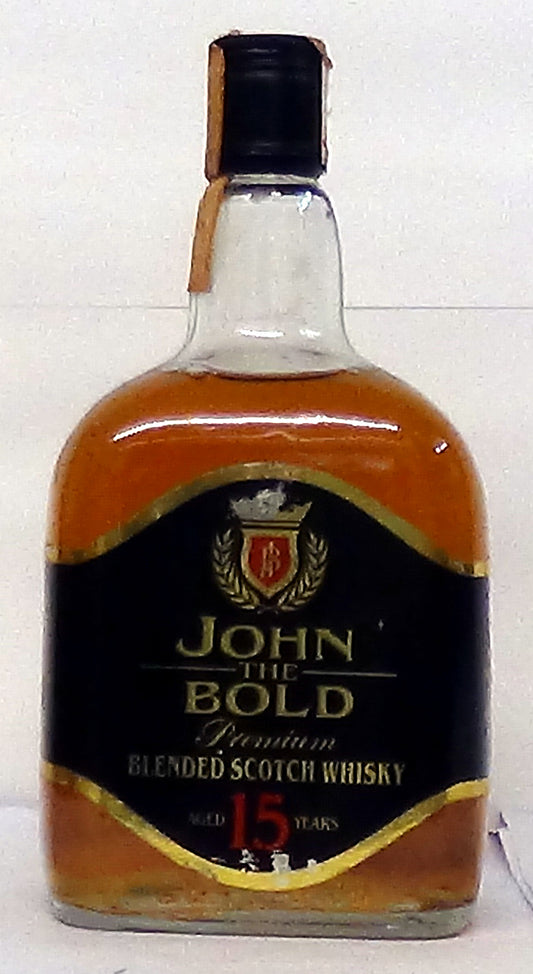 JOHN
THE
BOLD
Premium
BLENDED SCOTCH WHISKY
AGED 15 YEARS